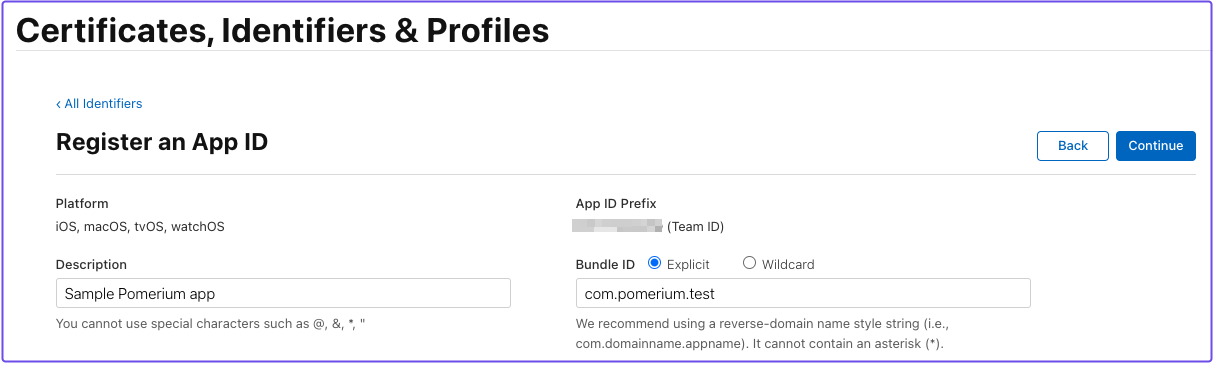 Certificates, Identifiers & Profiles
‹ All Identifiers
Register an App ID
Back
Continue
Platform
iOS, macOS, tvOS, watchOS
App ID Prefix
(Team ID)
Description
Sample Pomerium app
You cannot use special characters such as @, &, *, "
Bundle ID Explicit Wildcard
com.pomerium.test
We recommend using a reverse-domain name style string (i.e.,
com.domainname.appname). It cannot contain an asterisk (*).